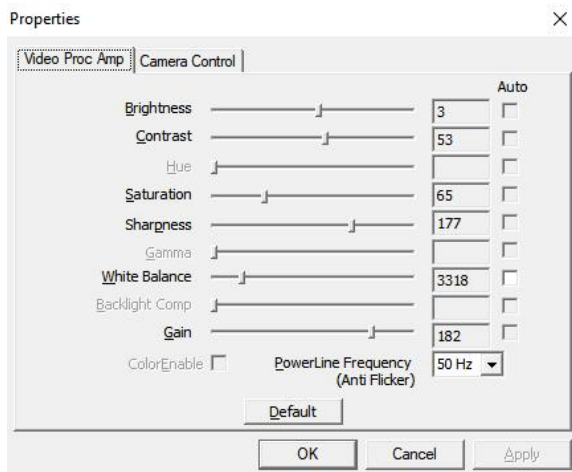 Properties
Video Proc Amp Camera Control
Auto
Brightness 3
Contrast 53
Hue
Saturation 65
Sharpness 177
Gamma
White Balance 3318
Backlight Comp
Gain 182
ColorEnable PowerLine Frequency 50 Hz
(Anti Flicker)
Default
OK Cancel Apply